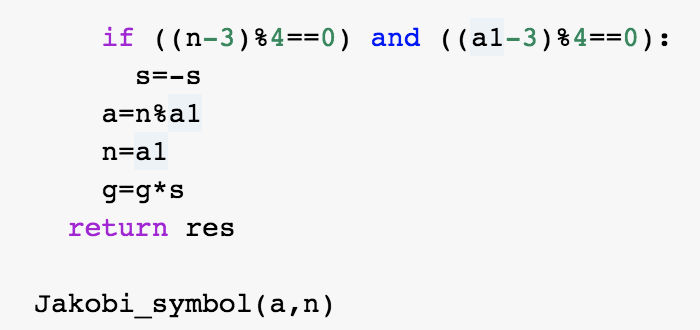 if ((n-3)%4==0) and ((a1-3)%4==0):
s=-s
a=n%a1
n=a1
g=g*s
return res
Jakobi_symbol(a,n)